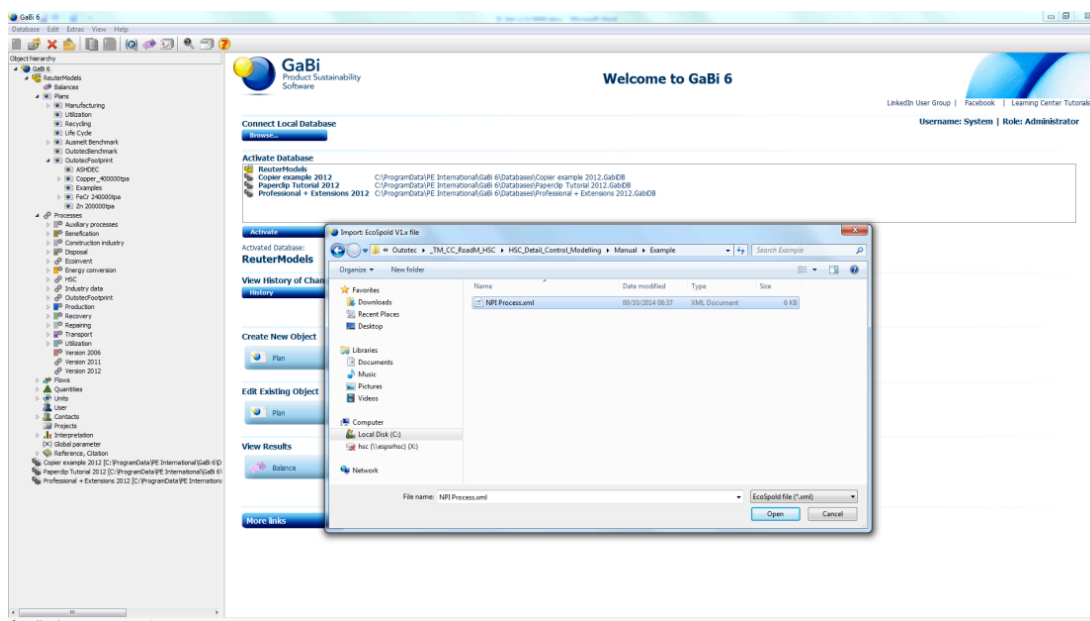 GaBi 6
Database Edit Extras View Help
Object hierarchy
GaBi 6
ReuterModels
Balances
Plans
Manufacturing
Utilization
Recycling
Life Cycle
Ausmelt Benchmark
OutotecBenchmark
OutotecFootprint
ASHDEC
Copper_400000tpa
Examples
FeCr 240000tpa
Zn 200000tpa
Processes
Auxiliary processes
Benefication
Construction industry
Disposal
Ecoinvent
Energy conversion
HSC
Industry data
OutotecFootprint
Production
Recovery
Repairing
Transport
Utilization
Version 2006
Version 2011
Version 2012
Flows
Quantities
Units
User
Contacts
Projects
Interpretation
Global parameter
Reference, Citation
Copier example 2012 [C:\ProgramData\PE International\GaBi 6\D
Paperclip Tutorial 2012 [C:\ProgramData\PE International\GaBi 6\
Professional + Extensions 2012 [C:\ProgramData\PE Internationa
GaBi
Product Sustainability
Software
Welcome to GaBi 6
LinkedIn User Group | Facebook | Learning Center Tutorials
Username: System | Role: Administrator
Connect Local Database
Browse...
Activate Database
ReuterModels
Copier example 2012 C:\ProgramData\PE International\GaBi 6\Databases\Copier example 2012.GabiDB
Paperclip Tutorial 2012 C:\ProgramData\PE International\GaBi 6\Databases\Paperclip Tutorial 2012.GabiDB
Professional + Extensions 2012 C:\ProgramData\PE International\GaBi 6\Databases\Professional + Extensions 2012.GabiDB
Activate
Activated Database:
ReuterModels
View History of Chan
History
Create New Object
Plan
Edit Existing Object
Plan
View Results
Balance
More links
Import: EcoSpold V1.x file
« Outotec ▸ _TM_CC_RoadM_HSC ▸ HSC_Detail_Control_Modelling ▸ Manual ▸ Example
Search Example
Organize New folder
Name Date modified Type Size
NPI Process.xml 09/10/2014 08:37 XML Document 6 KB
Favorites
Downloads
Recent Places
Desktop
Libraries
Documents
Music
Pictures
Videos
Computer
Local Disk (C:)
hsc (\\esporhsc) (X:)
Network
File name: NPI Process.xml
EcoSpold file (*.xml)
Open Cancel